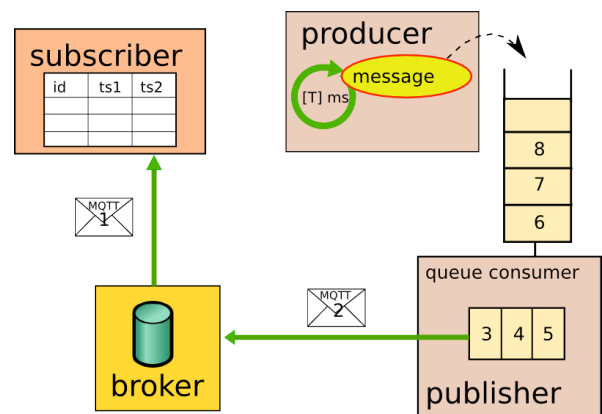 subscriber
id ts1 ts2
MQTT
1
producer
message
[T] ms
8
7
6
queue consumer
3 4 5
publisher
MQTT
2
broker